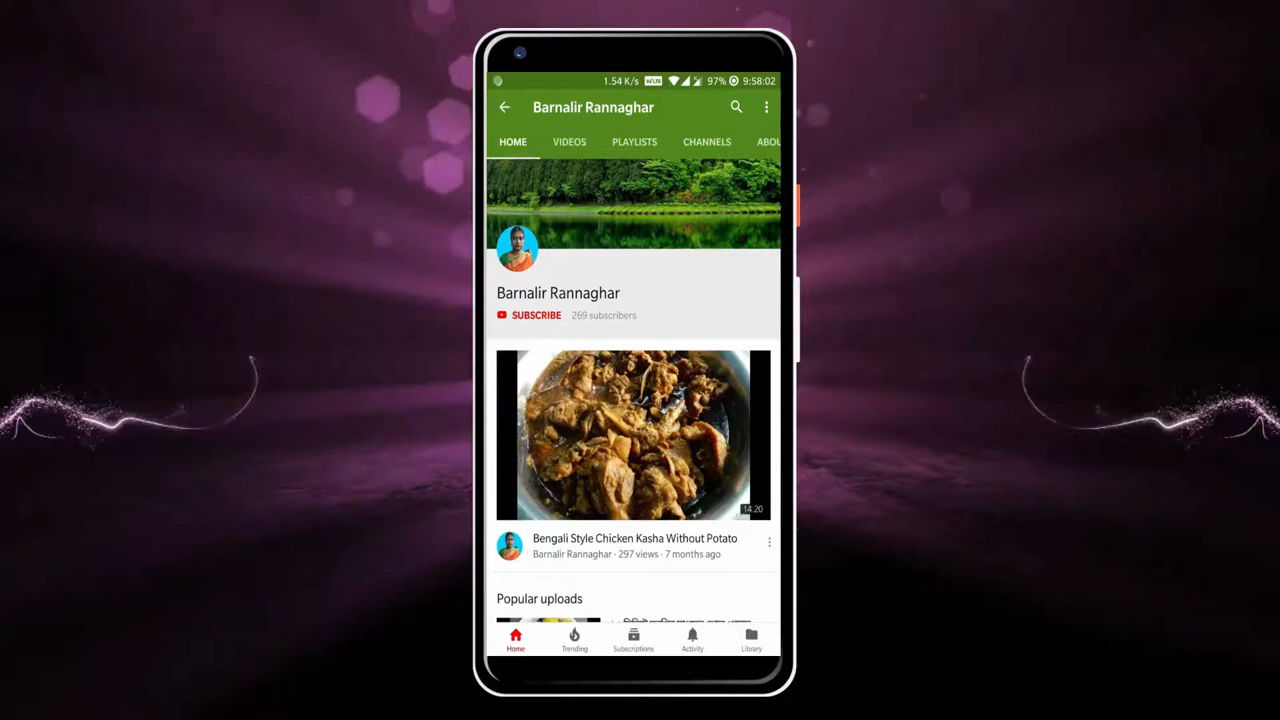 1.54 K/s VoLTE 97% 9:58:02
Barnalir Rannaghar
HOME VIDEOS PLAYLISTS CHANNELS ABOU
Barnalir Rannaghar
SUBSCRIBE 269 subscribers
14:20
Bengali Style Chicken Kasha Without Potato
Barnalir Rannaghar · 297 views · 7 months ago
Popular uploads
Home Trending Subscriptions Activity Library